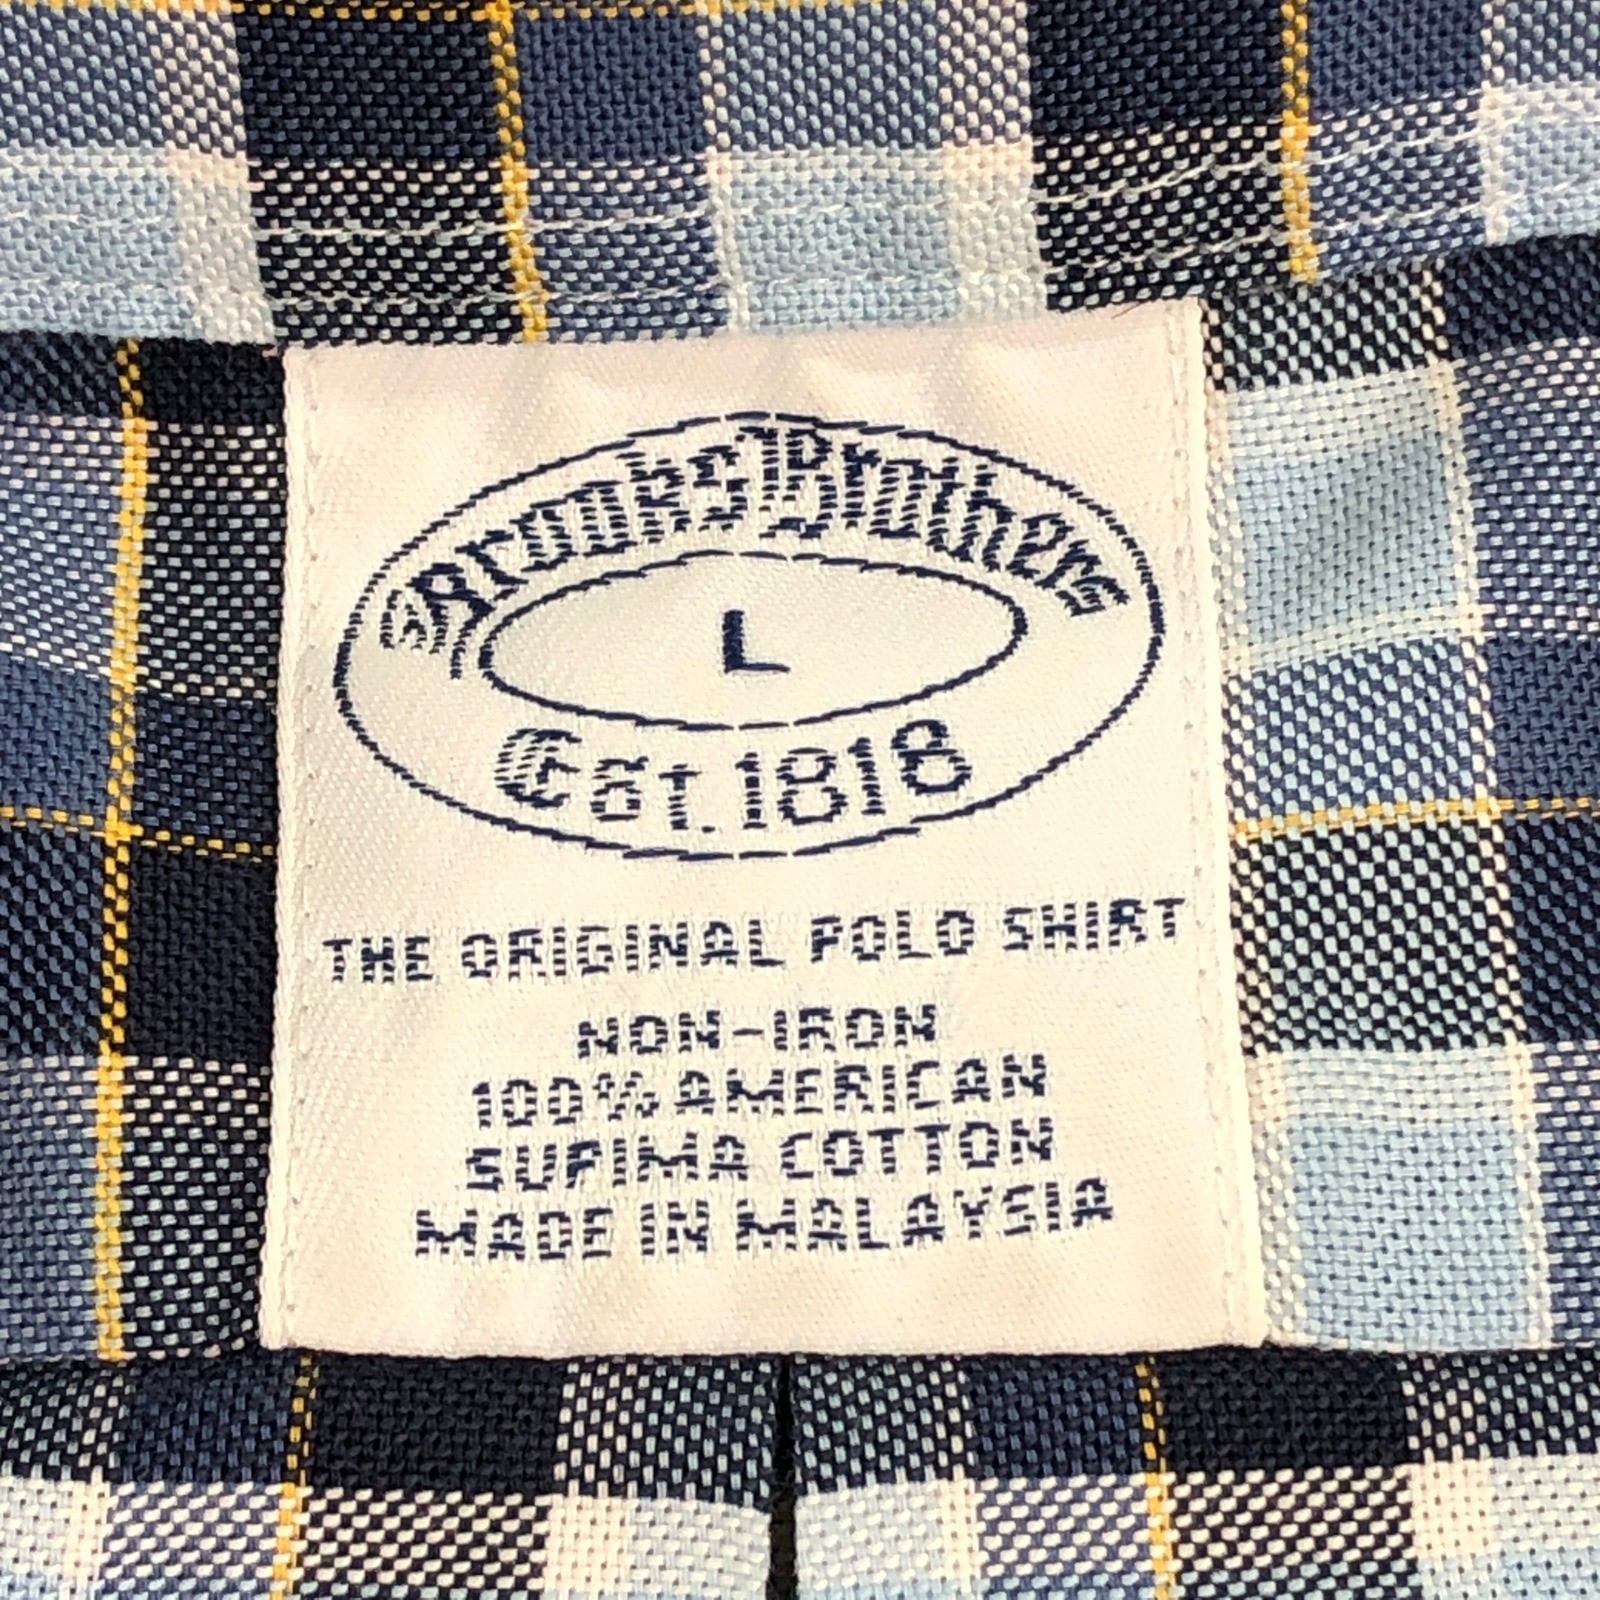 Brooks Brothers
L
Est. 1818
THE ORIGINAL POLO SHIRT
NON-IRON
100% AMERICAN
SUPIMA COTTON
MADE IN MALAYSIA